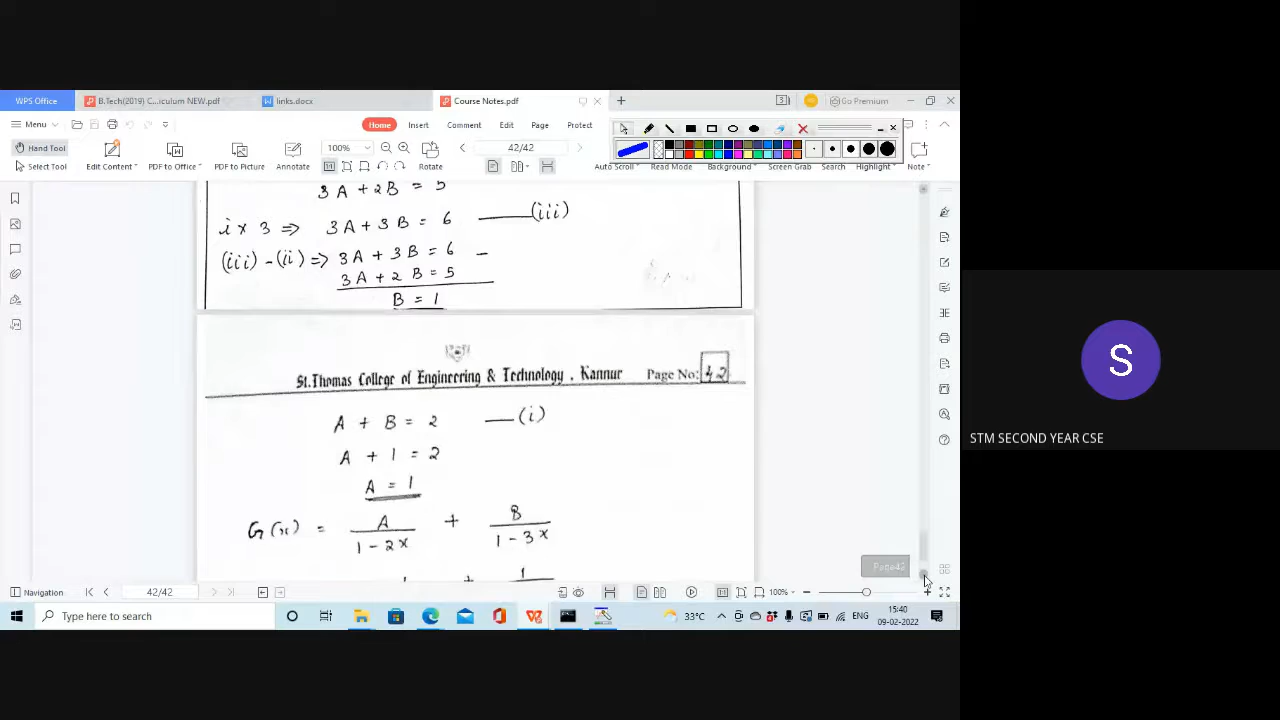 WPS Office
B.Tech(2019) C...iculum NEW.pdf
links.docx
Course Notes.pdf
Go Premium
Menu
Home
Insert
Comment
Edit
Page
Protect
Hand Tool
Select Text
Edit Content
PDF to Office
PDF to Picture
Annotate
100%
Rotate
42/42
Auto Scroll
Read Mode
Background
Screen Grab
Search
Highlight
Note
3A + 2B = 5
i x 3 ⇒ 3A + 3B = 6 ——(iii)
(iii) - (ii) ⇒ 3A + 3B = 6 -
3A + 2B = 5
B = 1
St.Thomas College of Engineering & Technology , Kannur Page No: 42
A + B = 2 —(i)
A + 1 = 2
A = 1
G(x) = A / 1 - 2x + B / 1 - 3x
1 + 1
Page42
S
STM SECOND YEAR CSE
Navigation
42/42
100%
Type here to search
33°C
ENG
15:40
09-02-2022